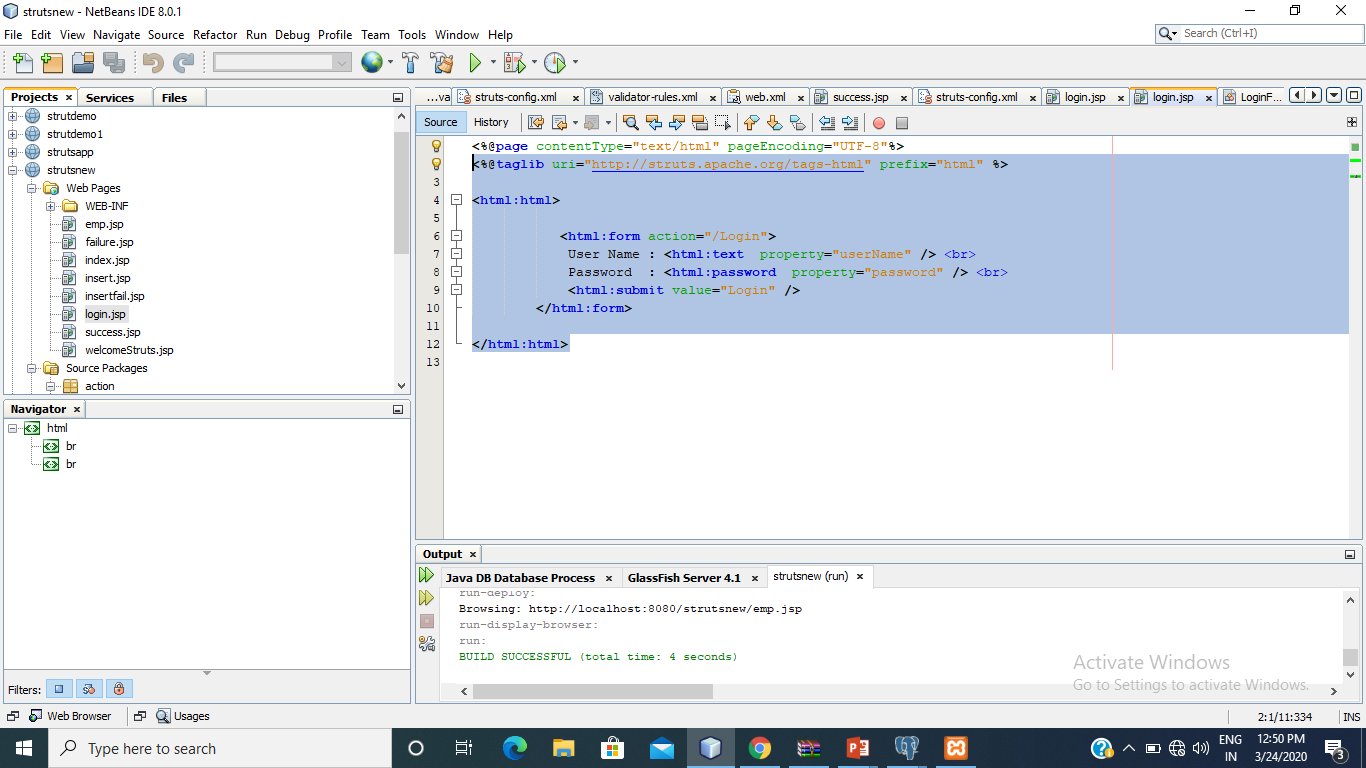 strutsnew - NetBeans IDE 8.0.1
File Edit View Navigate Source Refactor Run Debug Profile Team Tools Window Help
Search (Ctrl+I)
Projects Services Files
...va struts-config.xml validator-rules.xml web.xml success.jsp struts-config.xml login.jsp login.jsp LoginF...
Source History
strutdemo
strutdemo1
strutsapp
strutsnew
Web Pages
WEB-INF
emp.jsp
failure.jsp
index.jsp
insert.jsp
insertfail.jsp
login.jsp
success.jsp
welcomeStruts.jsp
Source Packages
action
<%@page contentType="text/html" pageEncoding="UTF-8"%>
<%@taglib uri="http://struts.apache.org/tags-html" prefix="html" %>
3
4 <html:html>
5
6 <html:form action="/Login">
7 User Name : <html:text property="userName" /> <br>
8 Password : <html:password property="password" /> <br>
9 <html:submit value="Login" />
10 </html:form>
11
12 </html:html>
13
Navigator
html
br
br
Filters:
Output
Java DB Database Process GlassFish Server 4.1 strutsnew (run)
run-deploy:
Browsing: http://localhost:8080/strutsnew/emp.jsp
run-display-browser:
run:
BUILD SUCCESSFUL (total time: 4 seconds)
Activate Windows
Go to Settings to activate Windows.
Web Browser Usages
2:1/11:334 INS
Type here to search
ENG
IN
12:50 PM
3/24/2020
3